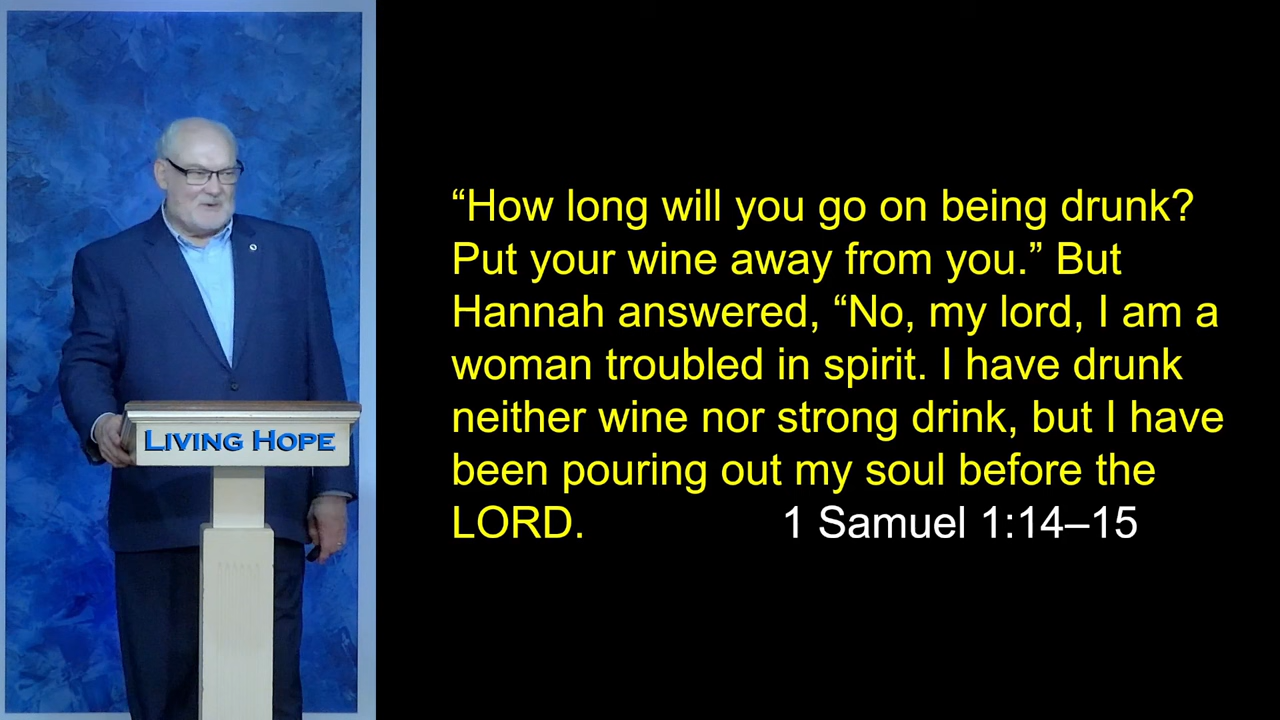 LIVING HOPE
“How long will you go on being drunk?
Put your wine away from you.” But
Hannah answered, “No, my lord, I am a
woman troubled in spirit. I have drunk
neither wine nor strong drink, but I have
been pouring out my soul before the
LORD. 1 Samuel 1:14–15